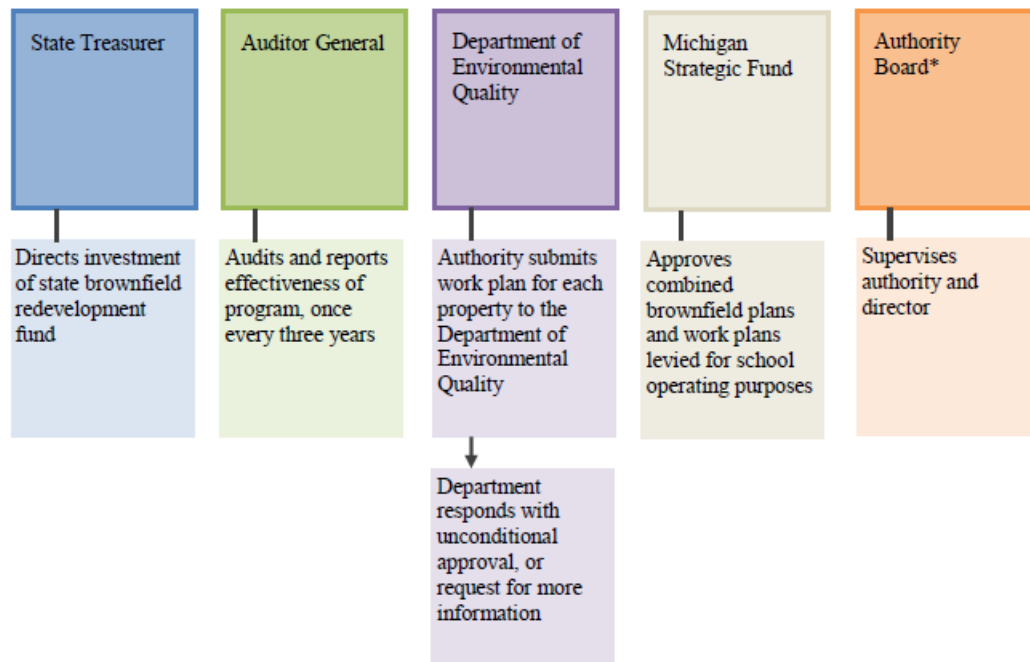 State Treasurer
Auditor General
Department of
Environmental
Quality
Michigan
Strategic Fund
Authority
Board*
Directs investment
of state brownfield
redevelopment
fund
Audits and reports
effectiveness of
program, once
every three years
Authority submits
work plan for each
property to the
Department of
Environmental
Quality
Approves
combined
brownfield plans
and work plans
levied for school
operating purposes
Supervises
authority and
director
Department
responds with
unconditional
approval, or
request for more
information